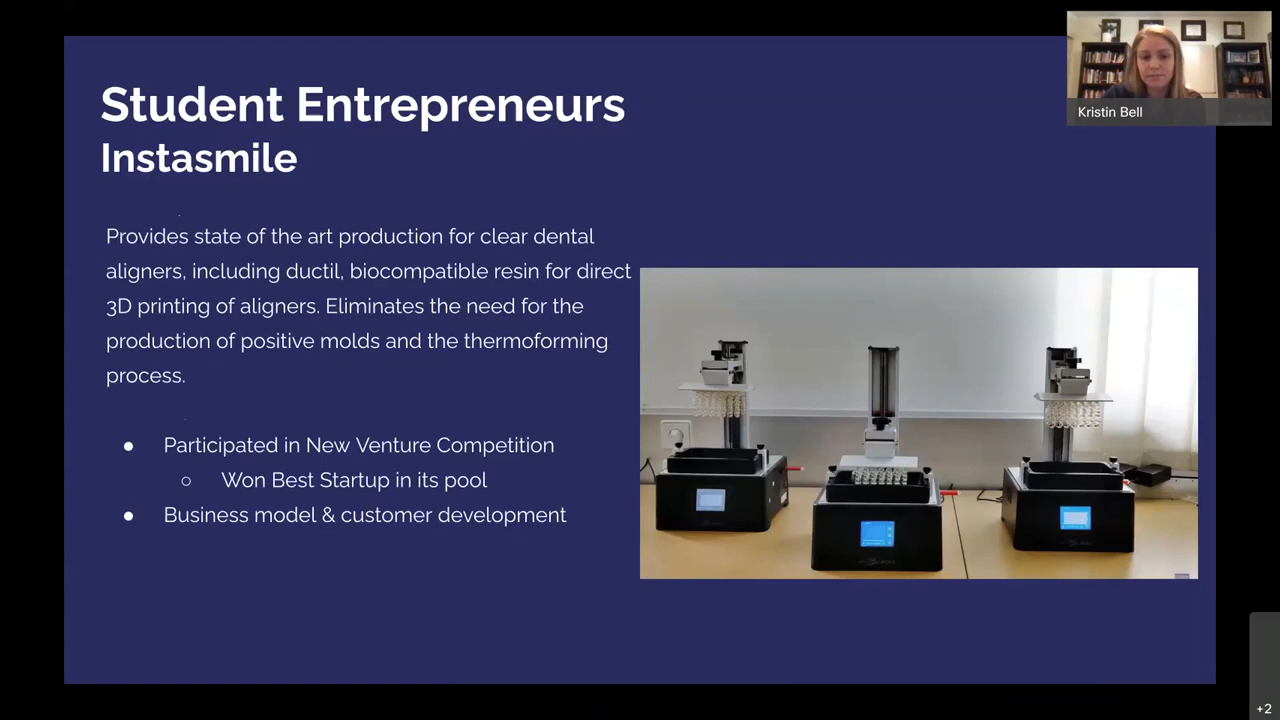 Kristin Bell
Student Entrepreneurs
Instasmile
Provides state of the art production for clear dental
aligners, including ductil, biocompatible resin for direct
3D printing of aligners. Eliminates the need for the
production of positive molds and the thermoforming
process.
● Participated in New Venture Competition
○ Won Best Startup in its pool
● Business model & customer development
+2